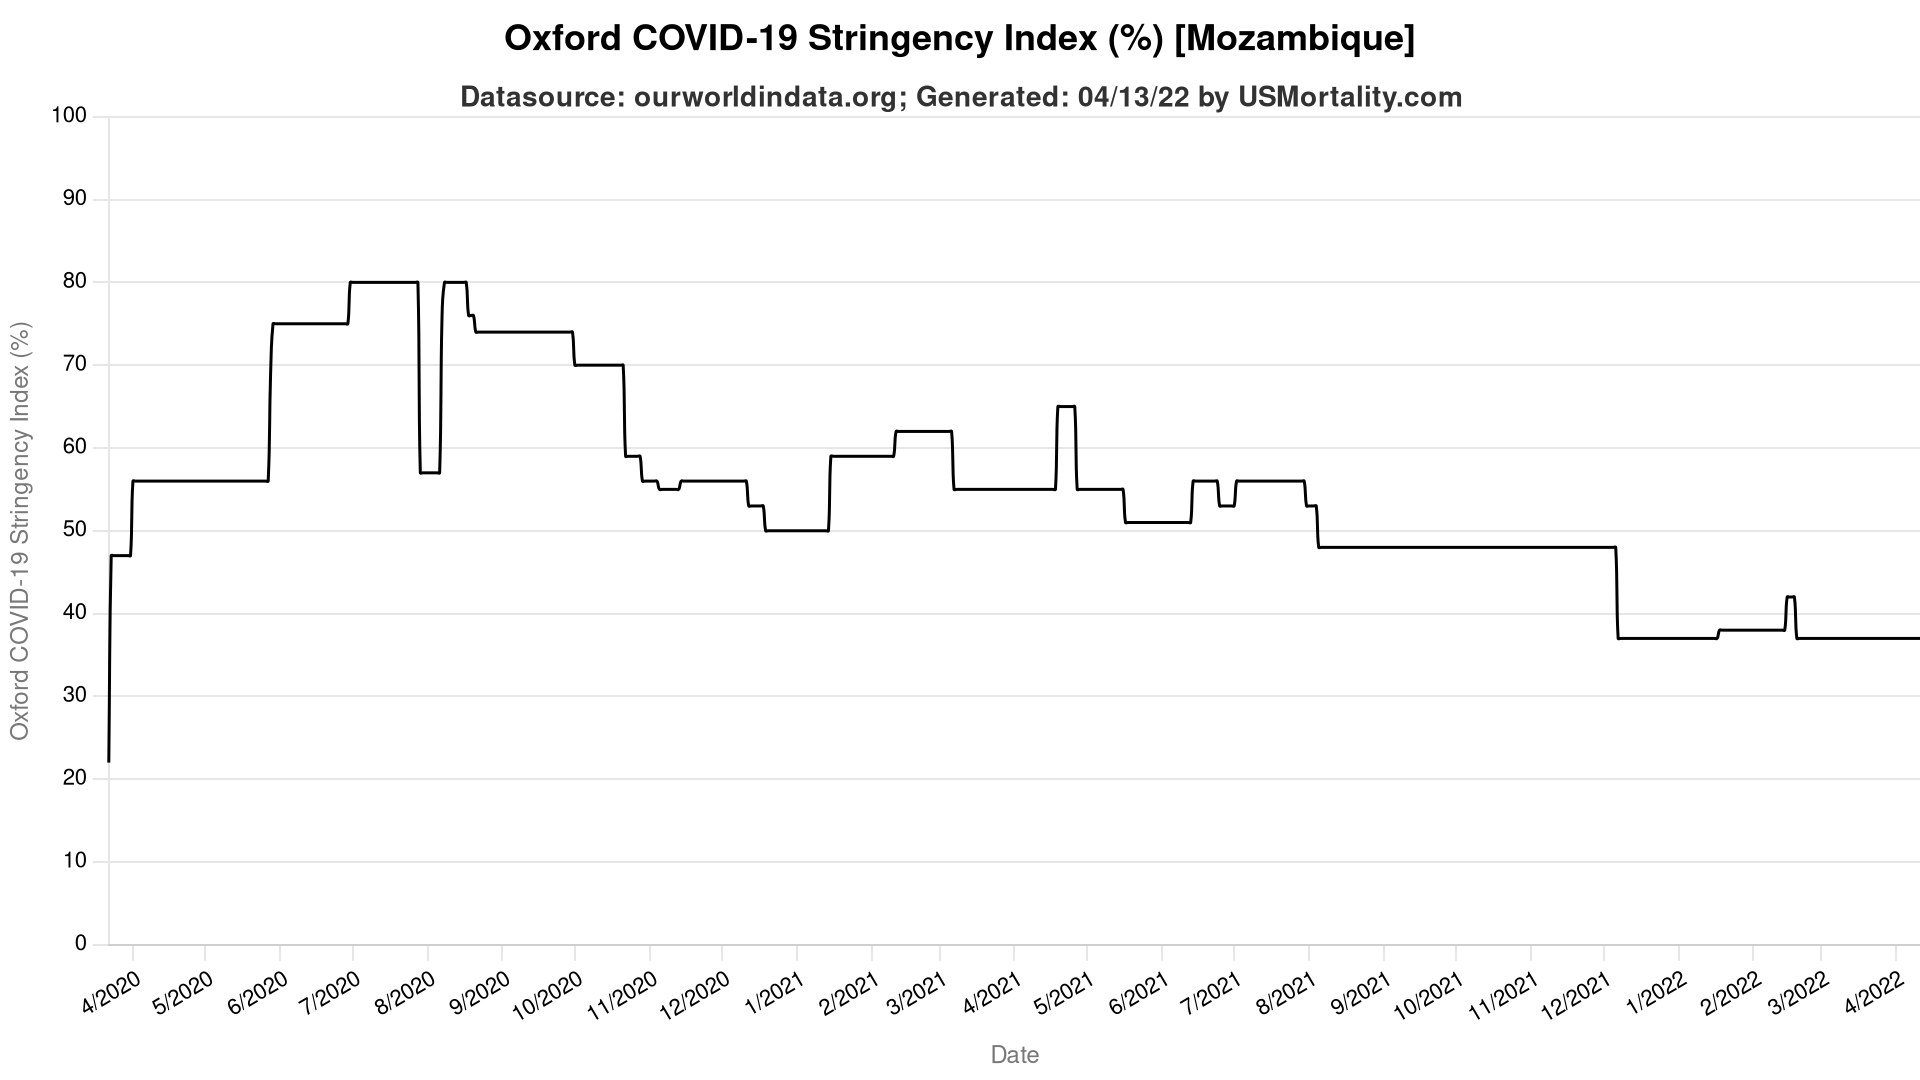 Oxford COVID-19 Stringency Index (%) [Mozambique]
Datasource: ourworldindata.org; Generated: 04/13/22 by USMortality.com
100
90
80
70
60
50
40
30
20
10
0
Oxford COVID-19 Stringency Index (%)
4/2020 5/2020 6/2020 7/2020 8/2020 9/2020 10/2020 11/2020 12/2020 1/2021 2/2021 3/2021 4/2021 5/2021 6/2021 7/2021 8/2021 9/2021 10/2021 11/2021 12/2021 1/2022 2/2022 3/2022 4/2022
Date